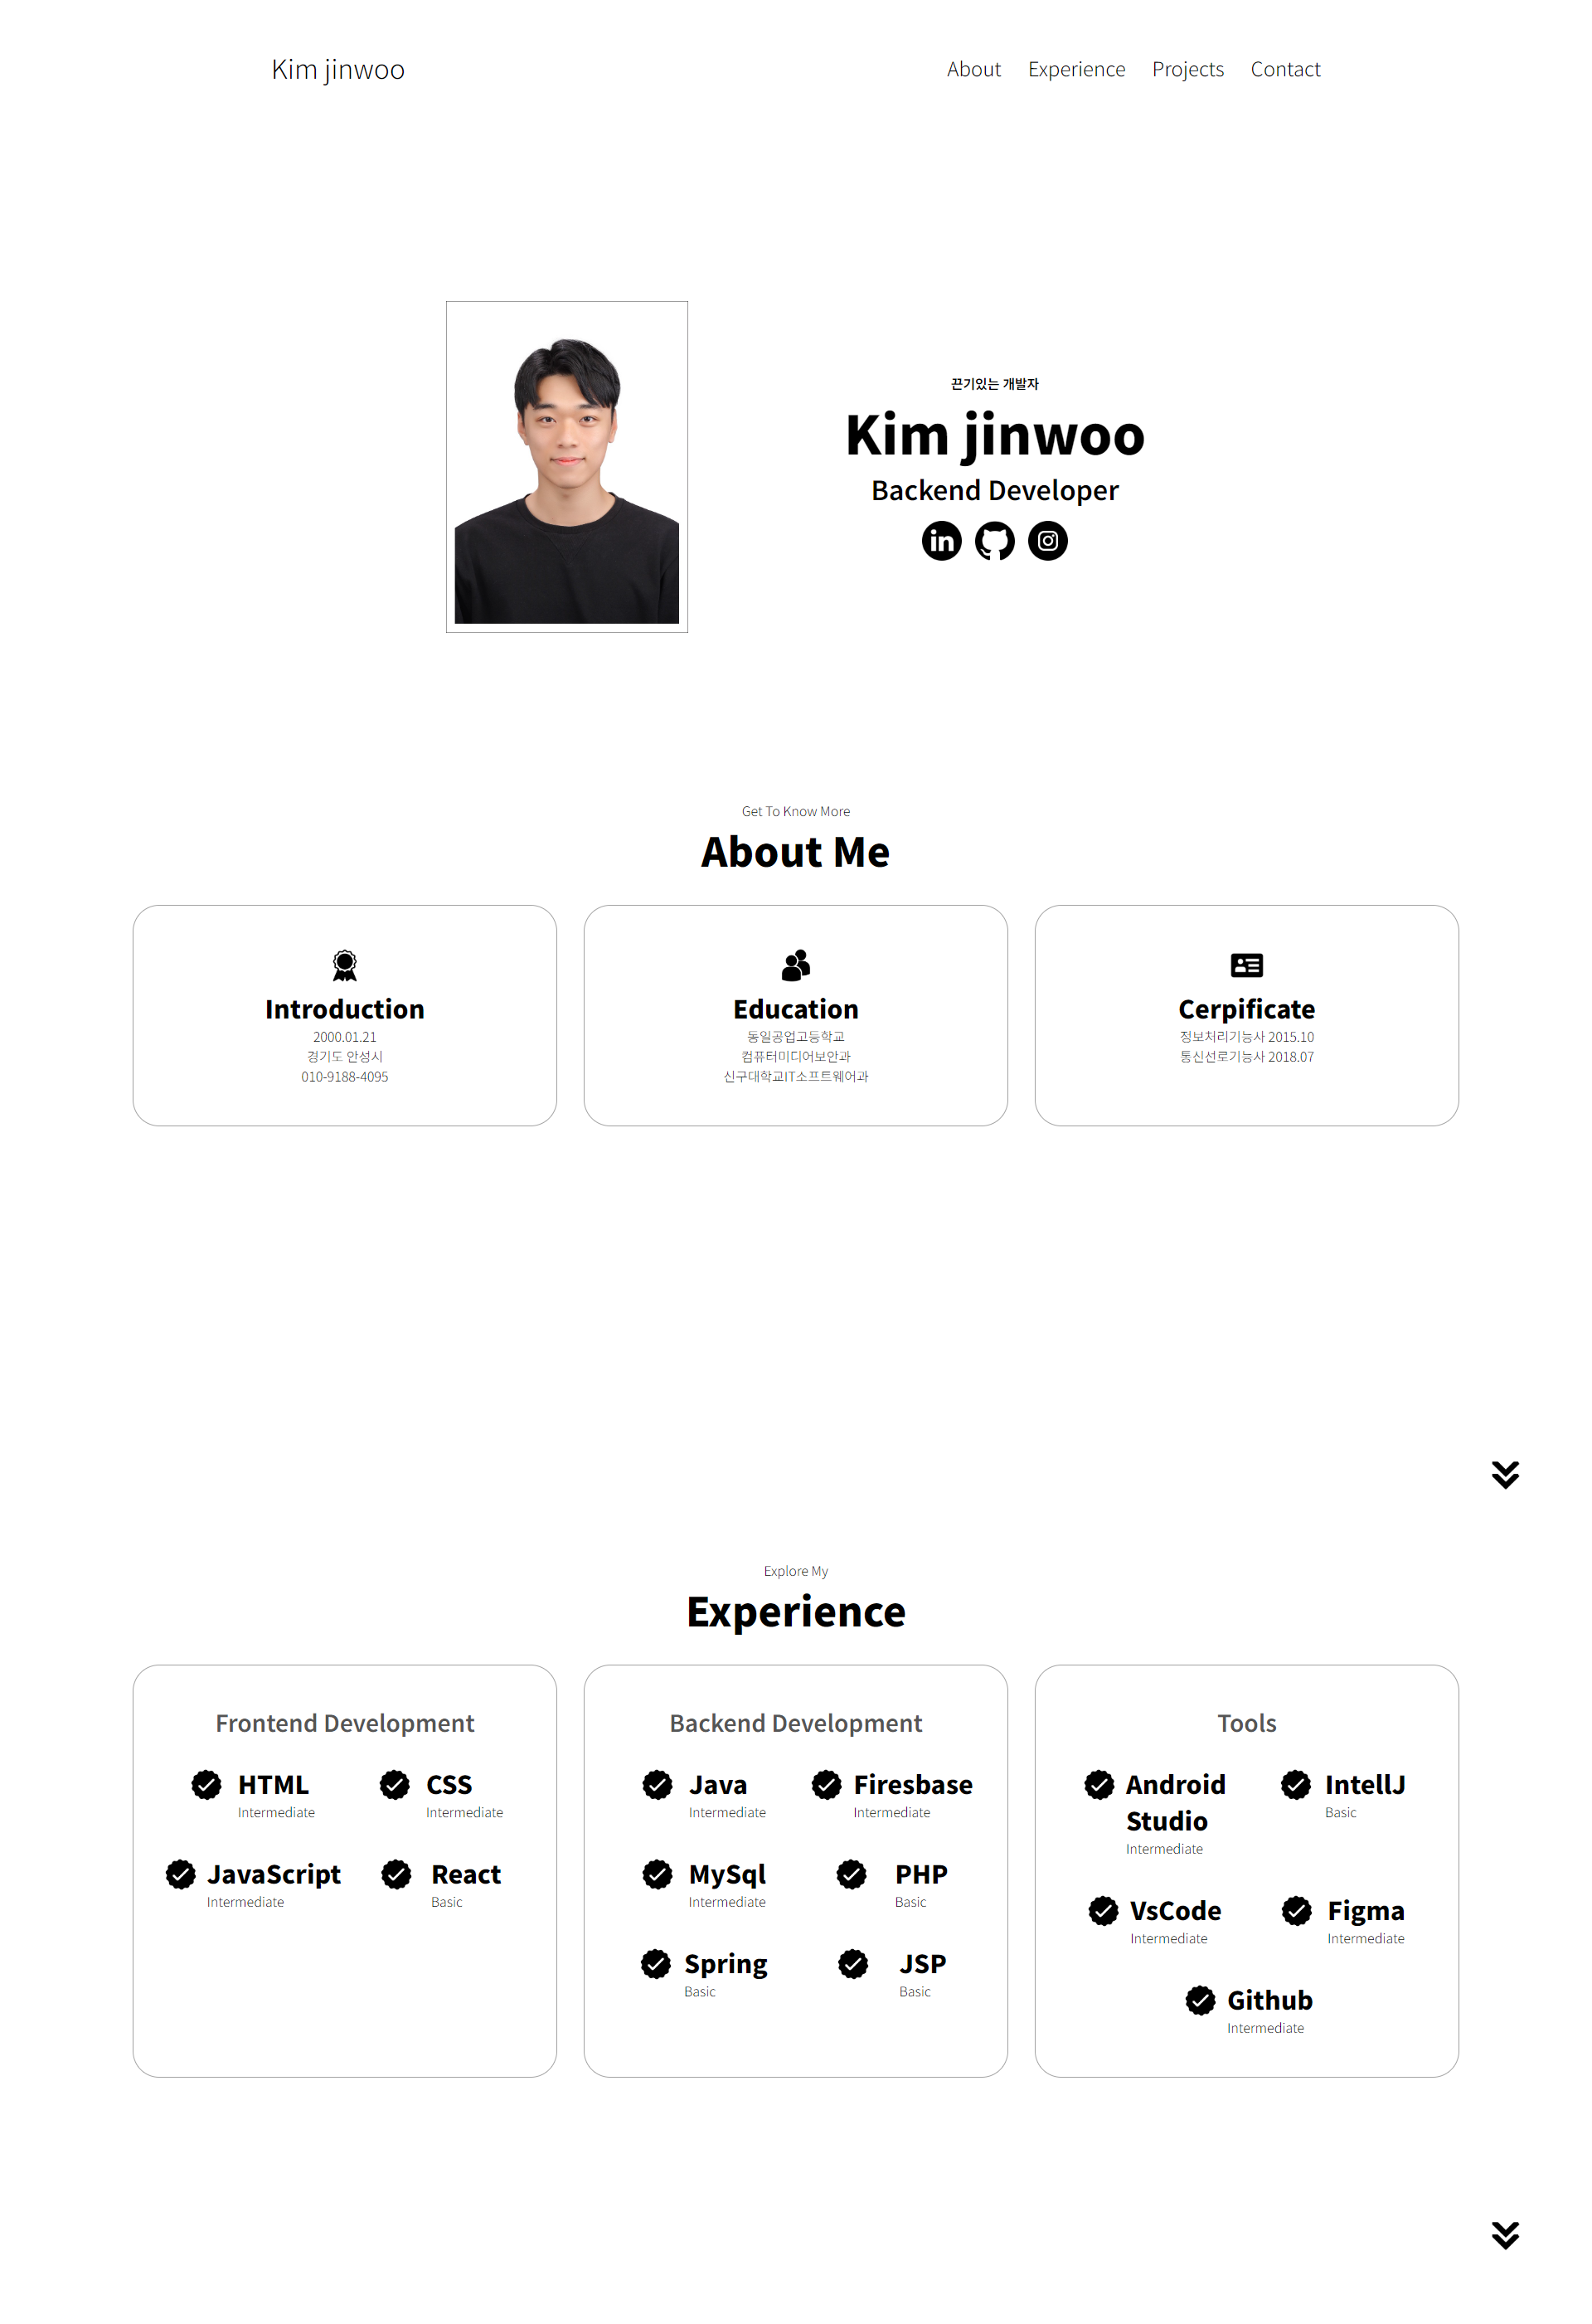 Kim jinwoo
About Experience Projects Contact
끈기있는 개발자
Kim jinwoo
Backend Developer
in
Get To Know More
About Me
Introduction
2000.01.21
경기도 안성시
010-9188-4095
Education
동일공업고등학교
컴퓨터미디어보안과
신구대학교IT소프트웨어과
Cerpificate
정보처리기능사 2015.10
통신선로기능사 2018.07
Explore My
Experience
Frontend Development
HTML
Intermediate
CSS
Intermediate
JavaScript
Intermediate
React
Basic
Backend Development
Java
Intermediate
Firesbase
Intermediate
MySql
Intermediate
PHP
Basic
Spring
Basic
JSP
Basic
Tools
Android
Studio
Intermediate
IntellJ
Basic
VsCode
Intermediate
Figma
Intermediate
Github
Intermediate